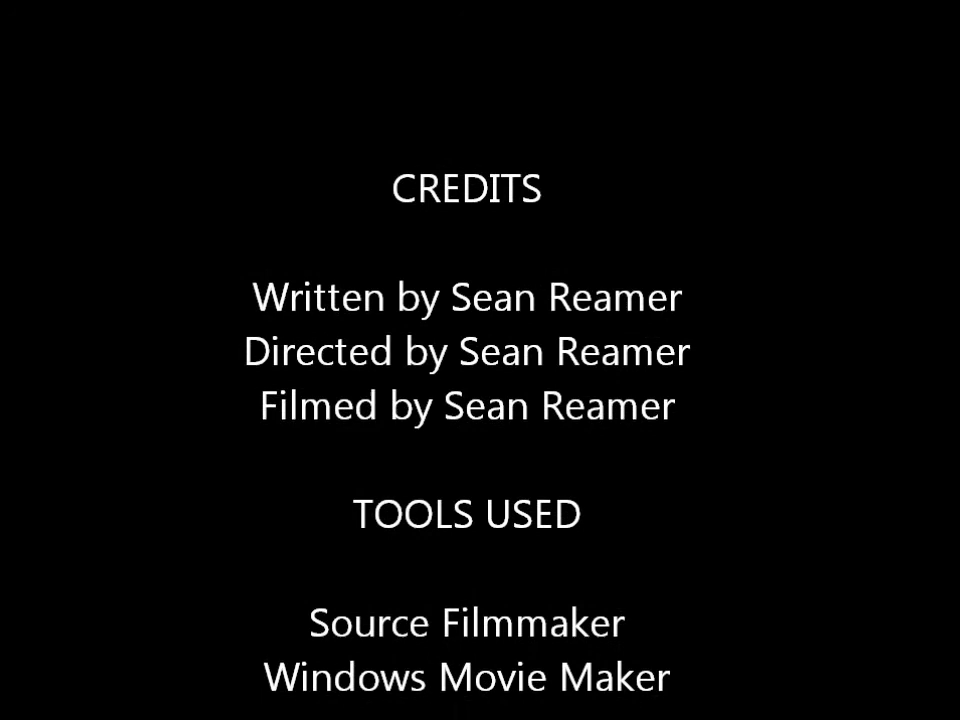 CREDITS
Written by Sean Reamer
Directed by Sean Reamer
Filmed by Sean Reamer
TOOLS USED
Source Filmmaker
Windows Movie Maker